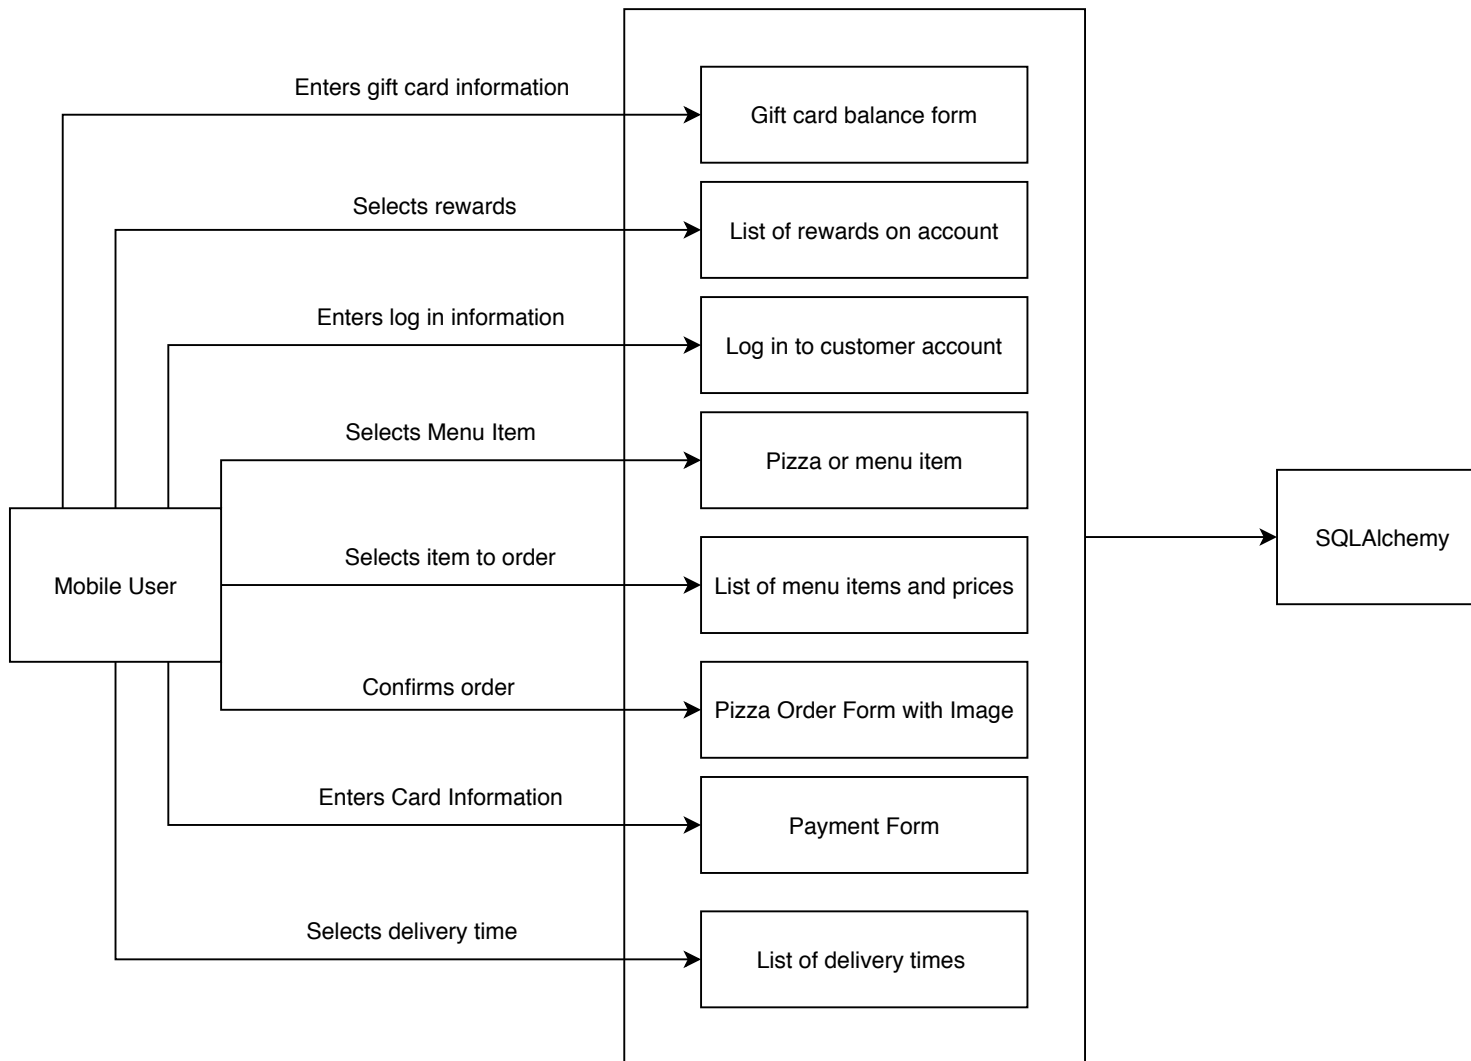 Enters gift card information
Gift card balance form
Selects rewards
List of rewards on account
Enters log in information
Log in to customer account
Selects Menu Item
Pizza or menu item
Selects item to order
List of menu items and prices
Mobile User
SQLAlchemy
Confirms order
Pizza Order Form with Image
Enters Card Information
Payment Form
Selects delivery time
List of delivery times